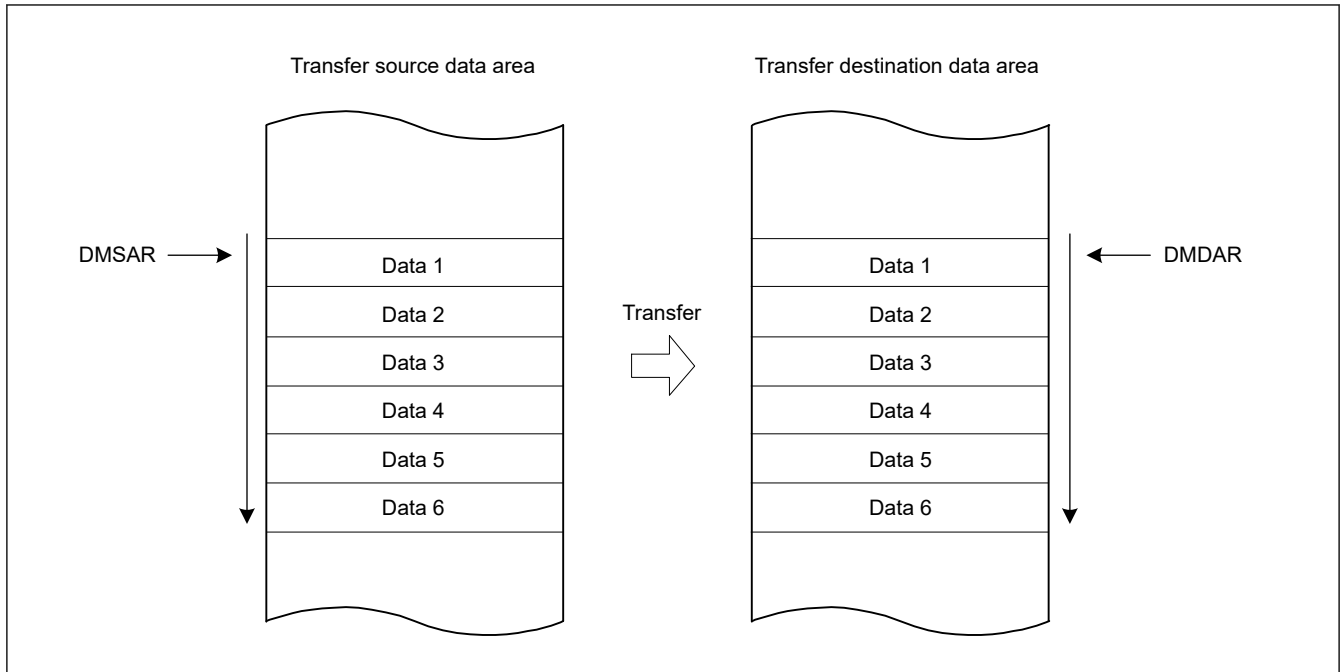 Transfer source data area
Transfer destination data area
DMSAR
DMDAR
Data 1
Data 1
Data 2
Data 2
Transfer
Data 3
Data 3
Data 4
Data 4
Data 5
Data 5
Data 6
Data 6